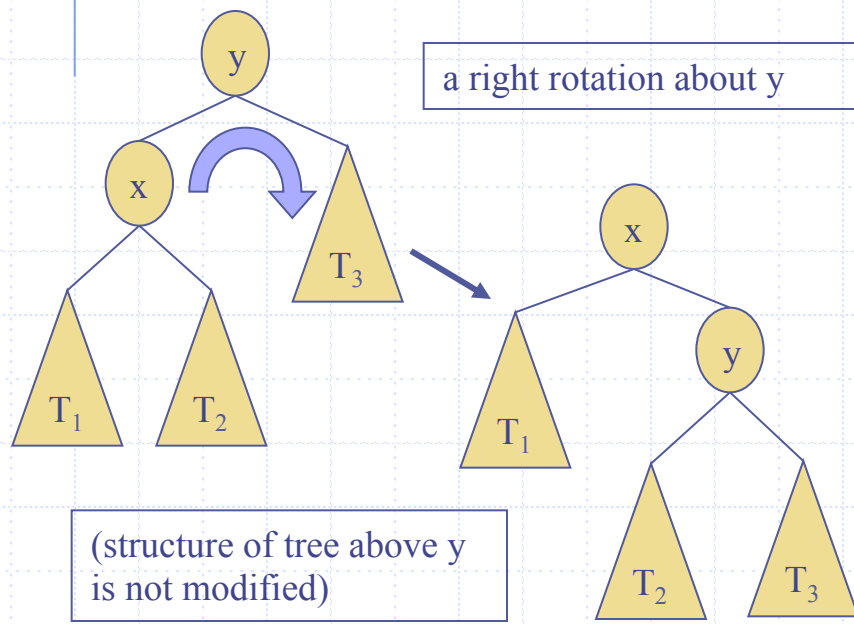 y
a right rotation about y
x
T₃
x
T₁
T₂
y
T₁
(structure of tree above y
is not modified)
T₂
T₃